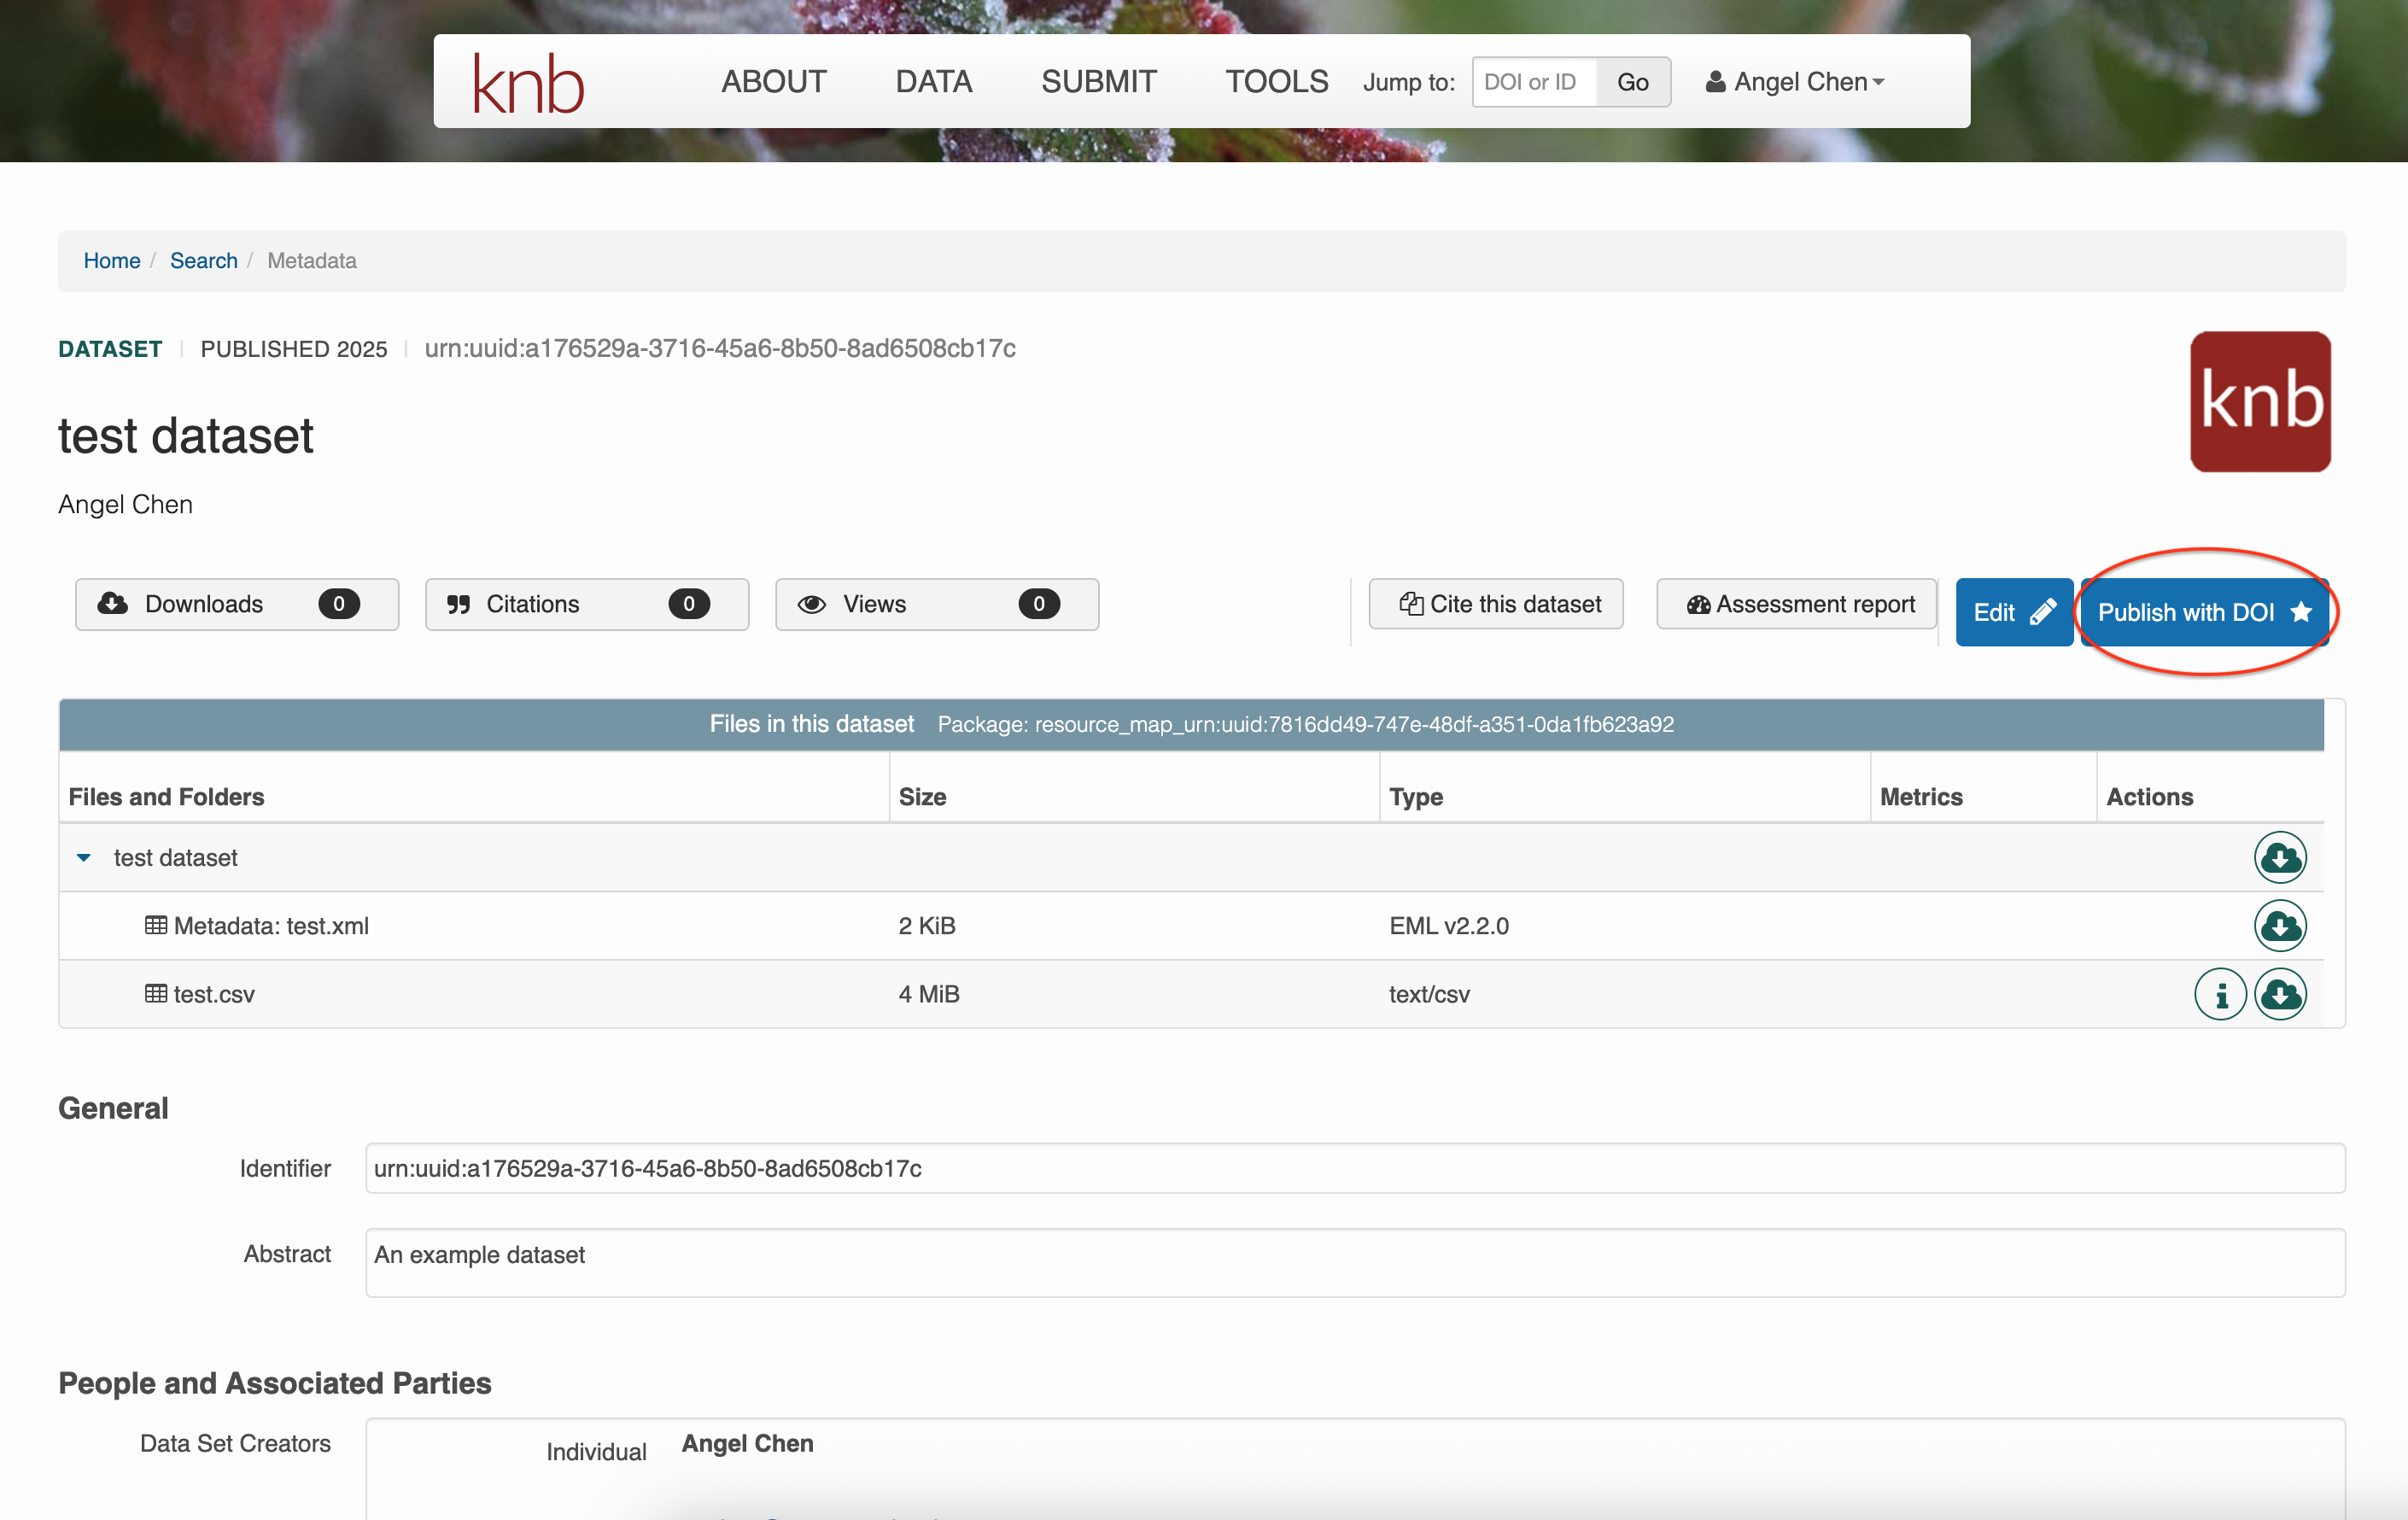 knb
ABOUT DATA SUBMIT TOOLS Jump to: DOI or ID Go Angel Chen
Home / Search / Metadata
DATASET PUBLISHED 2025 urn:uuid:a176529a-3716-45a6-8b50-8ad6508cb17c
knb
test dataset
Angel Chen
Downloads 0 Citations 0 Views 0 Cite this dataset Assessment report Edit Publish with DOI
Files in this dataset Package: resource_map_urn:uuid:7816dd49-747e-48df-a351-0da1fb623a92
Files and Folders Size Type Metrics Actions
test dataset
Metadata: test.xml 2 KiB EML v2.2.0
test.csv 4 MiB text/csv
General
Identifier urn:uuid:a176529a-3716-45a6-8b50-8ad6508cb17c
Abstract An example dataset
People and Associated Parties
Data Set Creators Individual Angel Chen